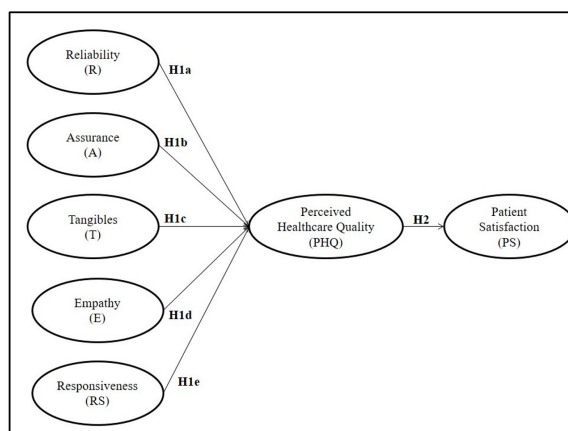 Reliability
(R)
H1a
Assurance
(A)
H1b
Tangibles
(T)
H1c
Empathy
(E)
H1d
Responsiveness
(RS)
H1e
Perceived
Healthcare Quality
(PHQ)
H2
Patient
Satisfaction
(PS)